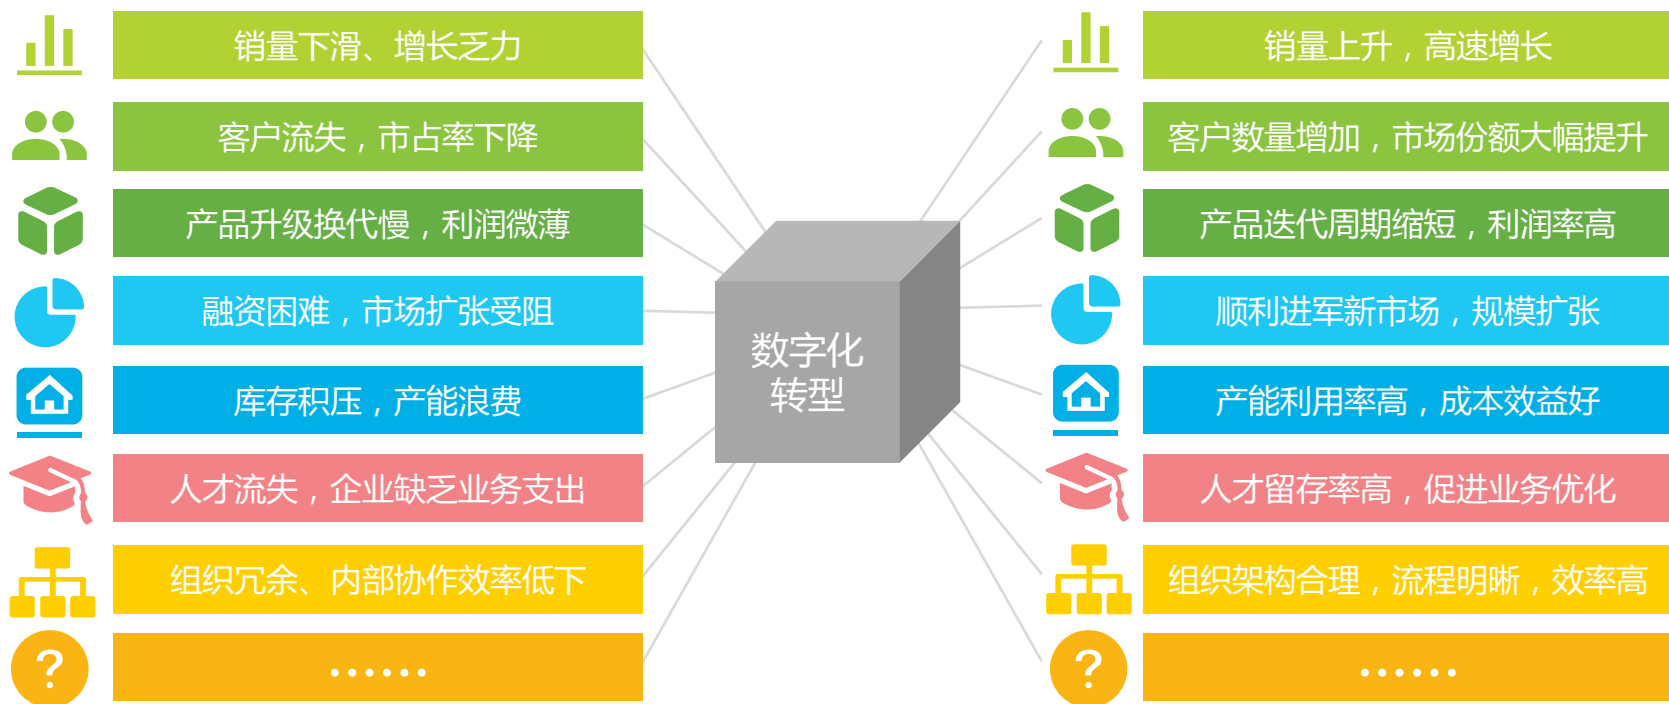 销量下滑、增长乏力
客户流失，市占率下降
产品升级换代慢，利润微薄
融资困难，市场扩张受阻
库存积压，产能浪费
人才流失，企业缺乏业务支出
组织冗余、内部协作效率低下
?
······
数字化
转型
销量上升，高速增长
客户数量增加，市场份额大幅提升
产品迭代周期缩短，利润率高
顺利进军新市场，规模扩张
产能利用率高，成本效益好
人才留存率高，促进业务优化
组织架构合理，流程明晰，效率高
?
······